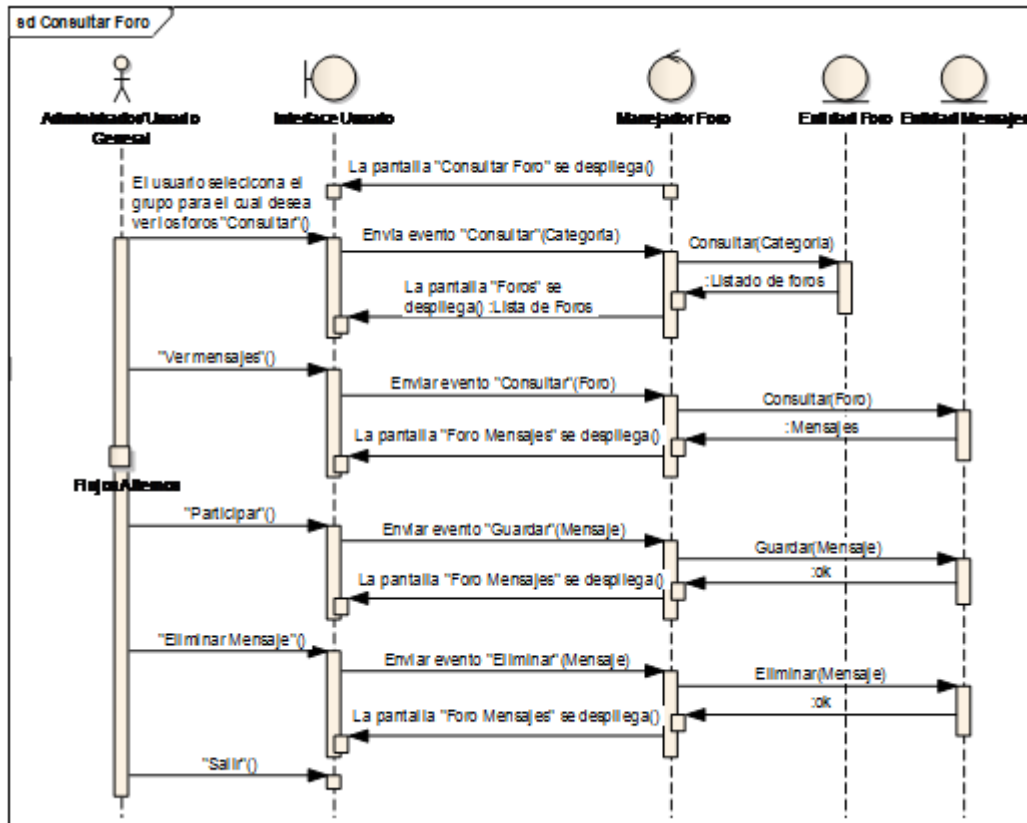 sd Consultar Foro
Administrador/Usuario
General
Interface Usuario
Manejador Foro
Entidad Foro
Entidad Mensajes
La pantalla "Consultar Foro" se despliega()
El usuario selecicona el
grupo para el cual desea
ver los foros "Consultar"()
Envia evento "Consultar"(Categoría)
Consultar(Categoría)
:Listado de foros
La pantalla "Foros" se
despliega() :Lista de Foros
"Ver mensajes"()
Enviar evento "Consultar"(Foro)
Consultar(Foro)
:Mensajes
La pantalla "Foro Mensajes" se despliega()
Flujos Alternos
"Participar"()
Enviar evento "Guardar"(Mensaje)
Guardar(Mensaje)
:ok
La pantalla "Foro Mensajes" se despliega()
"Eliminar Mensaje"()
Enviar evento "Eliminar"(Mensaje)
Eliminar(Mensaje)
:ok
La pantalla "Foro Mensajes" se despliega()
"Salir"()